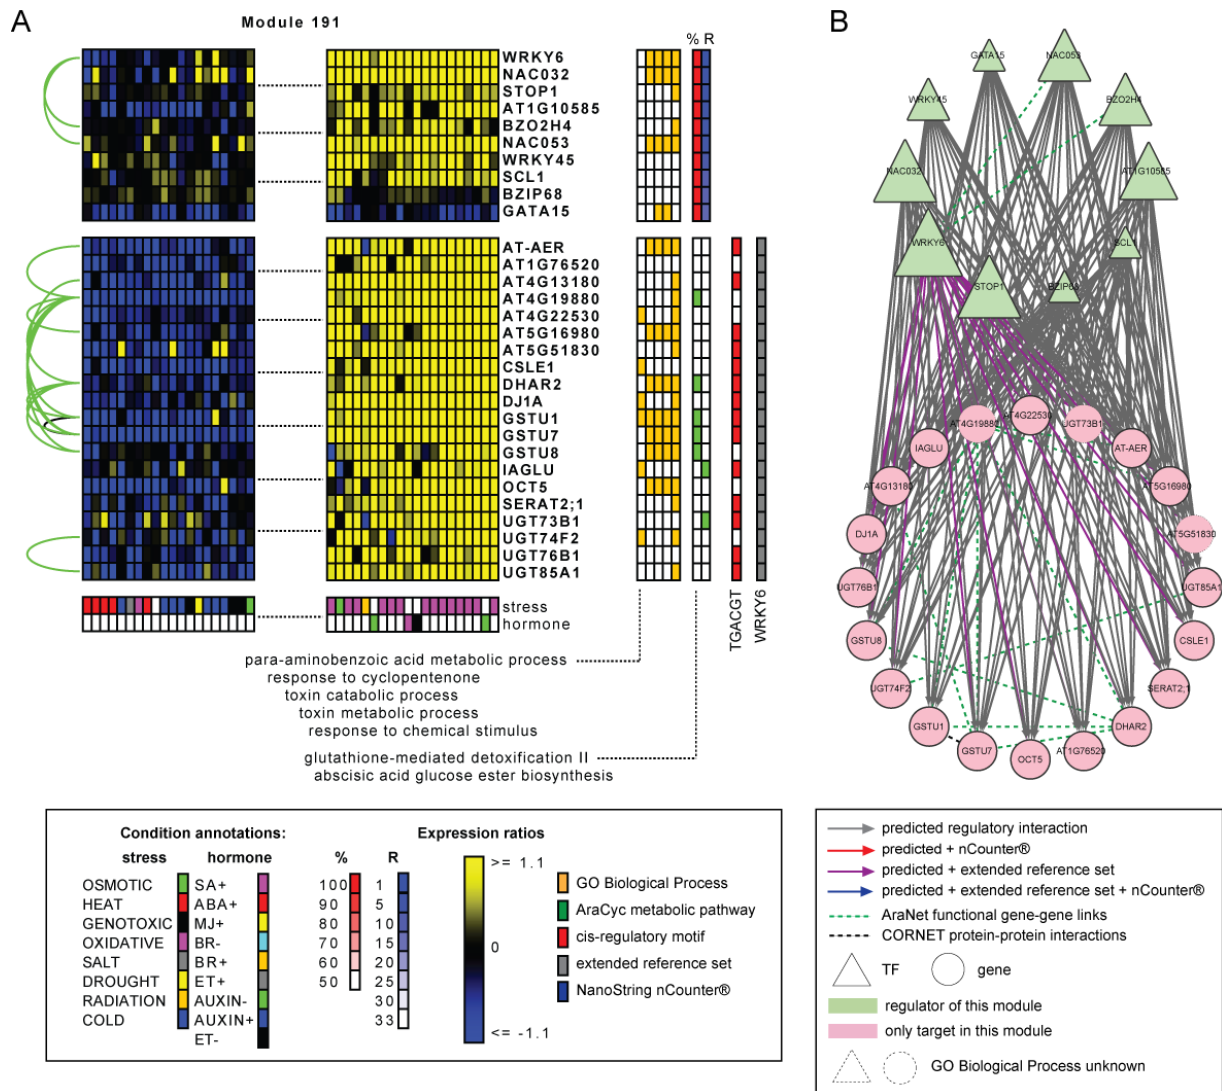 A
Module 191
% R
WRKY6
NAC032
STOP1
AT1G10585
BZO2H4
NAC053
WRKY45
SCL1
BZIP68
GATA15
AT-AER
AT1G76520
AT4G13180
AT4G19880
AT4G22530
AT5G16980
AT5G51830
CSLE1
DHAR2
DJ1A
GSTU1
GSTU7
GSTU8
IAGLU
OCT5
SERAT2;1
UGT73B1
UGT74F2
UGT76B1
UGT85A1
stress
hormone
TGACGT
WRKY6
para-aminobenzoic acid metabolic process
response to cyclopentenone
toxin catabolic process
toxin metabolic process
response to chemical stimulus
glutathione-mediated detoxification II
abscisic acid glucose ester biosynthesis
Condition annotations:
stress hormone
OSMOTIC SA+
HEAT ABA+
GENOTOXIC MJ+
OXIDATIVE BR-
SALT BR+
DROUGHT ET+
RADIATION AUXIN-
COLD AUXIN+
ET-
% R
100 1
90 5
80 10
70 15
60 20
50 25
30
33
Expression ratios
>= 1.1
0
<= -1.1
GO Biological Process
AraCyc metabolic pathway
cis-regulatory motif
extended reference set
NanoString nCounter®
B
GATA15
NAC053
WRKY45
BZO2H4
NAC032
AT1G10585
WRKY6
SCL1
STOP1
BZIP68
AT4G22530
AT4G19880
UGT73B1
IAGLU
AT-AER
AT4G13180
AT5G16980
DJ1A
AT5G51830
UGT76B1
UGT85A1
GSTU8
CSLE1
UGT74F2
SERAT2;1
GSTU1
DHAR2
GSTU7
OCT5
AT1G76520
predicted regulatory interaction
predicted + nCounter®
predicted + extended reference set
predicted + extended reference set + nCounter®
AraNet functional gene-gene links
CORNET protein-protein interactions
TF gene
regulator of this module
only target in this module
GO Biological Process unknown